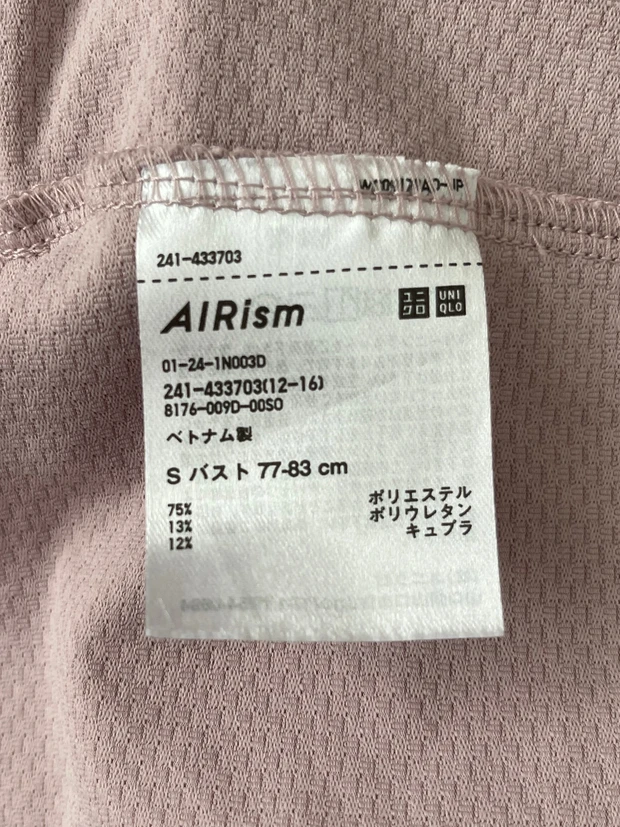 241-433703
AIRism
ユニクロ
UNIQLO
01-24-1N003D
241-433703(12-16)
8176-009D-00SO
ベトナム製
S バスト 77-83 cm
75% ポリエステル
13% ポリウレタン
12% キュプラ